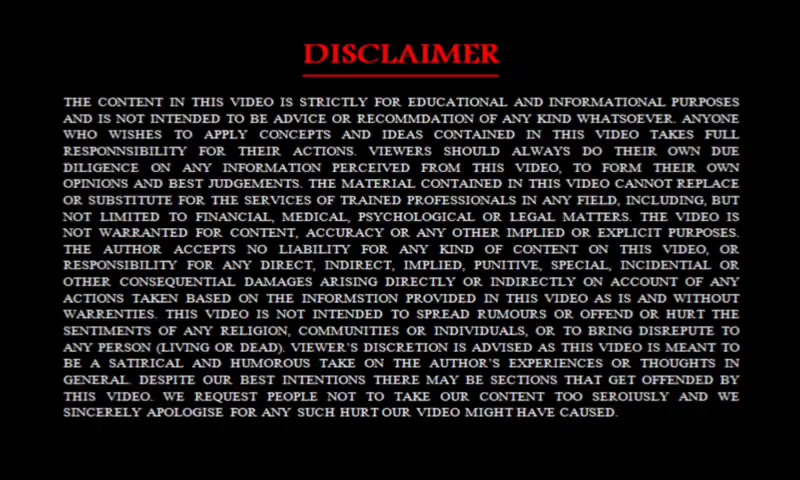 DISCLAIMER
THE CONTENT IN THIS VIDEO IS STRICTLY FOR EDUCATIONAL AND INFORMATIONAL PURPOSES
AND IS NOT INTENDED TO BE ADVICE OR RECOMMDATION OF ANY KIND WHATSOEVER. ANYONE
WHO WISHES TO APPLY CONCEPTS AND IDEAS CONTAINED IN THIS VIDEO TAKES FULL
RESPONNSIBILITY FOR THEIR ACTIONS. VIEWERS SHOULD ALWAYS DO THEIR OWN DUE
DILIGENCE ON ANY INFORMATION PERCEIVED FROM THIS VIDEO, TO FORM THEIR OWN
OPINIONS AND BEST JUDGEMENTS. THE MATERIAL CONTAINED IN THIS VIDEO CANNOT REPLACE
OR SUBSTITUTE FOR THE SERVICES OF TRAINED PROFESSIONALS IN ANY FIELD, INCLUDING, BUT
NOT LIMITED TO FINANCIAL, MEDICAL, PSYCHOLOGICAL OR LEGAL MATTERS. THE VIDEO IS
NOT WARRANTED FOR CONTENT, ACCURACY OR ANY OTHER IMPLIED OR EXPLICIT PURPOSES.
THE AUTHOR ACCEPTS NO LIABILITY FOR ANY KIND OF CONTENT ON THIS VIDEO, OR
RESPONSIBILITY FOR ANY DIRECT, INDIRECT, IMPLIED, PUNITIVE, SPECIAL, INCIDENTAL OR
OTHER CONSEQUENTIAL DAMAGES ARISING DIRECTLY OR INDIRECTLY ON ACCOUNT OF ANY
ACTIONS TAKEN BASED ON THE INFORMSTION PROVIDED IN THIS VIDEO AS IS AND WITHOUT
WARRENTIES. THIS VIDEO IS NOT INTENDED TO SPREAD RUMOURS OR OFFEND OR HURT THE
SENTIMENTS OF ANY RELIGION, COMMUNITIES OR INDIVIDUALS, OR TO BRING DISREPUTE TO
ANY PERSON (LIVING OR DEAD). VIEWER'S DISCRETION IS ADVISED AS THIS VIDEO IS MEANT TO
BE A SATIRICAL AND HUMOROUS TAKE ON THE AUTHOR'S EXPERIENCES OR THOUGHTS IN
GENERAL. DESPITE OUR BEST INTENTIONS THERE MAY BE SECTIONS THAT GET OFFENDED BY
THIS VIDEO. WE REQUEST PEOPLE NOT TO TAKE OUR CONTENT TOO SEROIUSLY AND WE
SINCERELY APOLOGISE FOR ANY SUCH HURT OUR VIDEO MIGHT HAVE CAUSED.